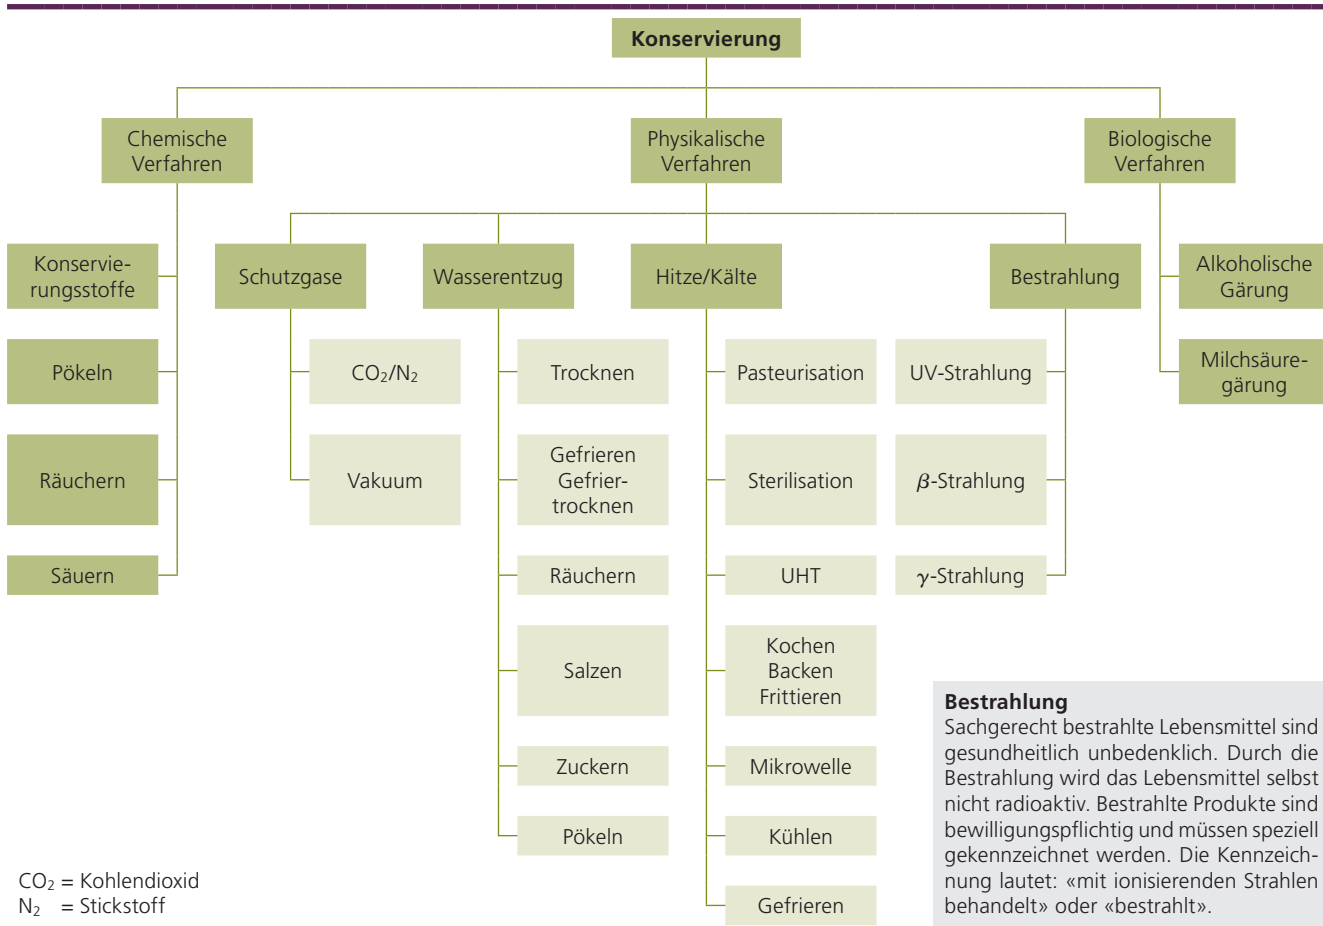 Konservierung
Chemische
Verfahren
Physikalische
Verfahren
Biologische
Verfahren
Konservie-
rungsstoffe
Schutzgase
Wasserentzug
Hitze/Kälte
Bestrahlung
Alkoholische
Gärung
Pökeln
CO₂/N₂
Trocknen
Pasteurisation
UV-Strahlung
Milchsäure-
gärung
Räuchern
Vakuum
Gefrieren
Gefrier-
trocknen
Sterilisation
β-Strahlung
Säuern
Räuchern
UHT
γ-Strahlung
Salzen
Kochen
Backen
Frittieren
Zuckern
Mikrowelle
Pökeln
Kühlen
Gefrieren
CO₂ = Kohlendioxid
N₂ = Stickstoff
Bestrahlung
Sachgerecht bestrahlte Lebensmittel sind
gesundheitlich unbedenklich. Durch die
Bestrahlung wird das Lebensmittel selbst
nicht radioaktiv. Bestrahlte Produkte sind
bewilligungspflichtig und müssen speziell
gekennzeichnet werden. Die Kennzeich-
nung lautet: «mit ionisierenden Strahlen
behandelt» oder «bestrahlt».